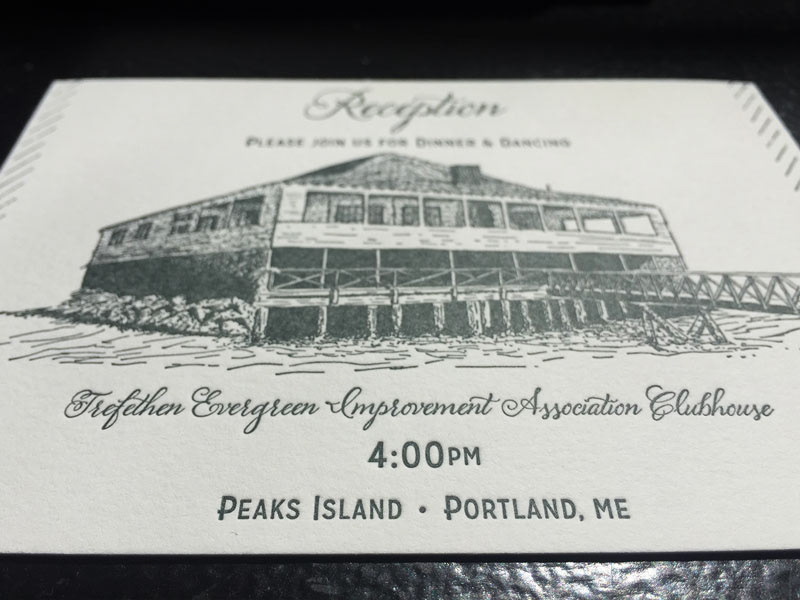 Reception
Please join us for Dinner & Dancing
Trefethen Evergreen Improvement Association Clubhouse
4:00PM
Peaks Island • Portland, ME